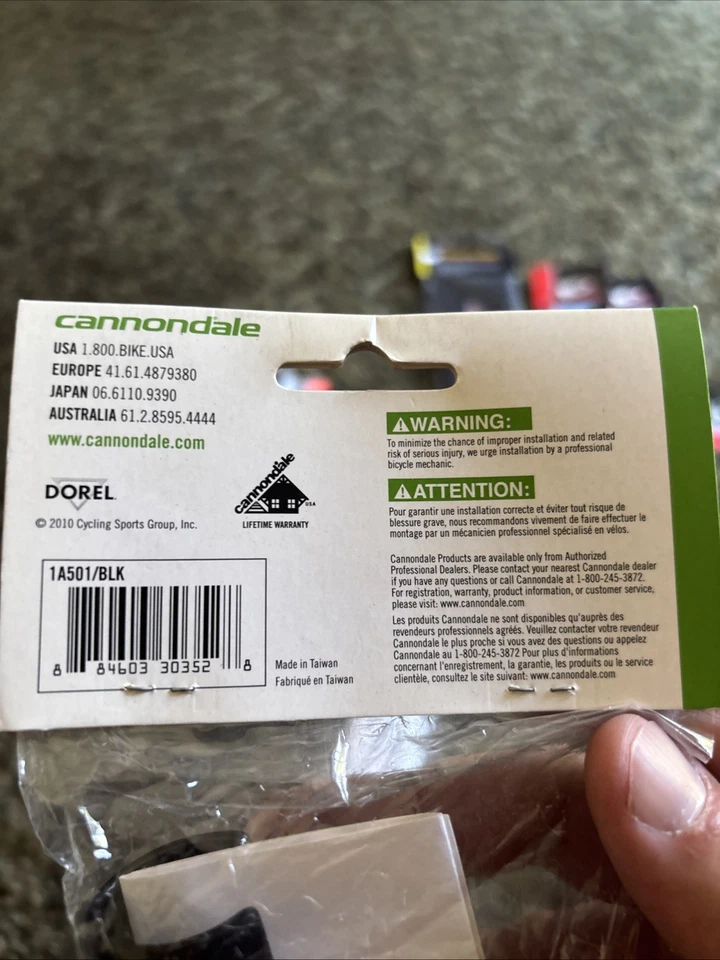 cannondale
USA 1.800.BIKE.USA
EUROPE 41.61.4879380
JAPAN 06.6110.9390
AUSTRALIA 61.2.8595.4444
www.cannondale.com
DOREL
© 2010 Cycling Sports Group, Inc.
cannondale
USA
LIFETIME WARRANTY
1A501/BLK
8 84603 30352 8
Made in Taiwan
Fabriqué en Taiwan
WARNING:
To minimize the chance of improper installation and related
risk of serious injury, we urge installation by a professional
bicycle mechanic.
ATTENTION:
Pour garantir une installation correcte et éviter tout risque de
blessure grave, nous recommandons vivement de faire effectuer le
montage par un mécanicien professionnel spécialisé en vélos.
Cannondale Products are available only from Authorized
Professional Dealers. Please contact your nearest Cannondale dealer
if you have any questions or call Cannondale at 1-800-245-3872.
For registration, warranty, product information, or customer service,
please visit: www.cannondale.com
Les produits Cannondale ne sont disponibles qu'auprès des
revendeurs professionnels agréés. Veuillez contacter votre revendeur
Cannondale le plus proche si vous avez des questions ou appelez
Cannondale au 1-800-245-3872 Pour plus d'informations
concernant l'enregistrement, la garantie, les produits ou le service
clientèle, consultez le site suivant: www.cannondale.com